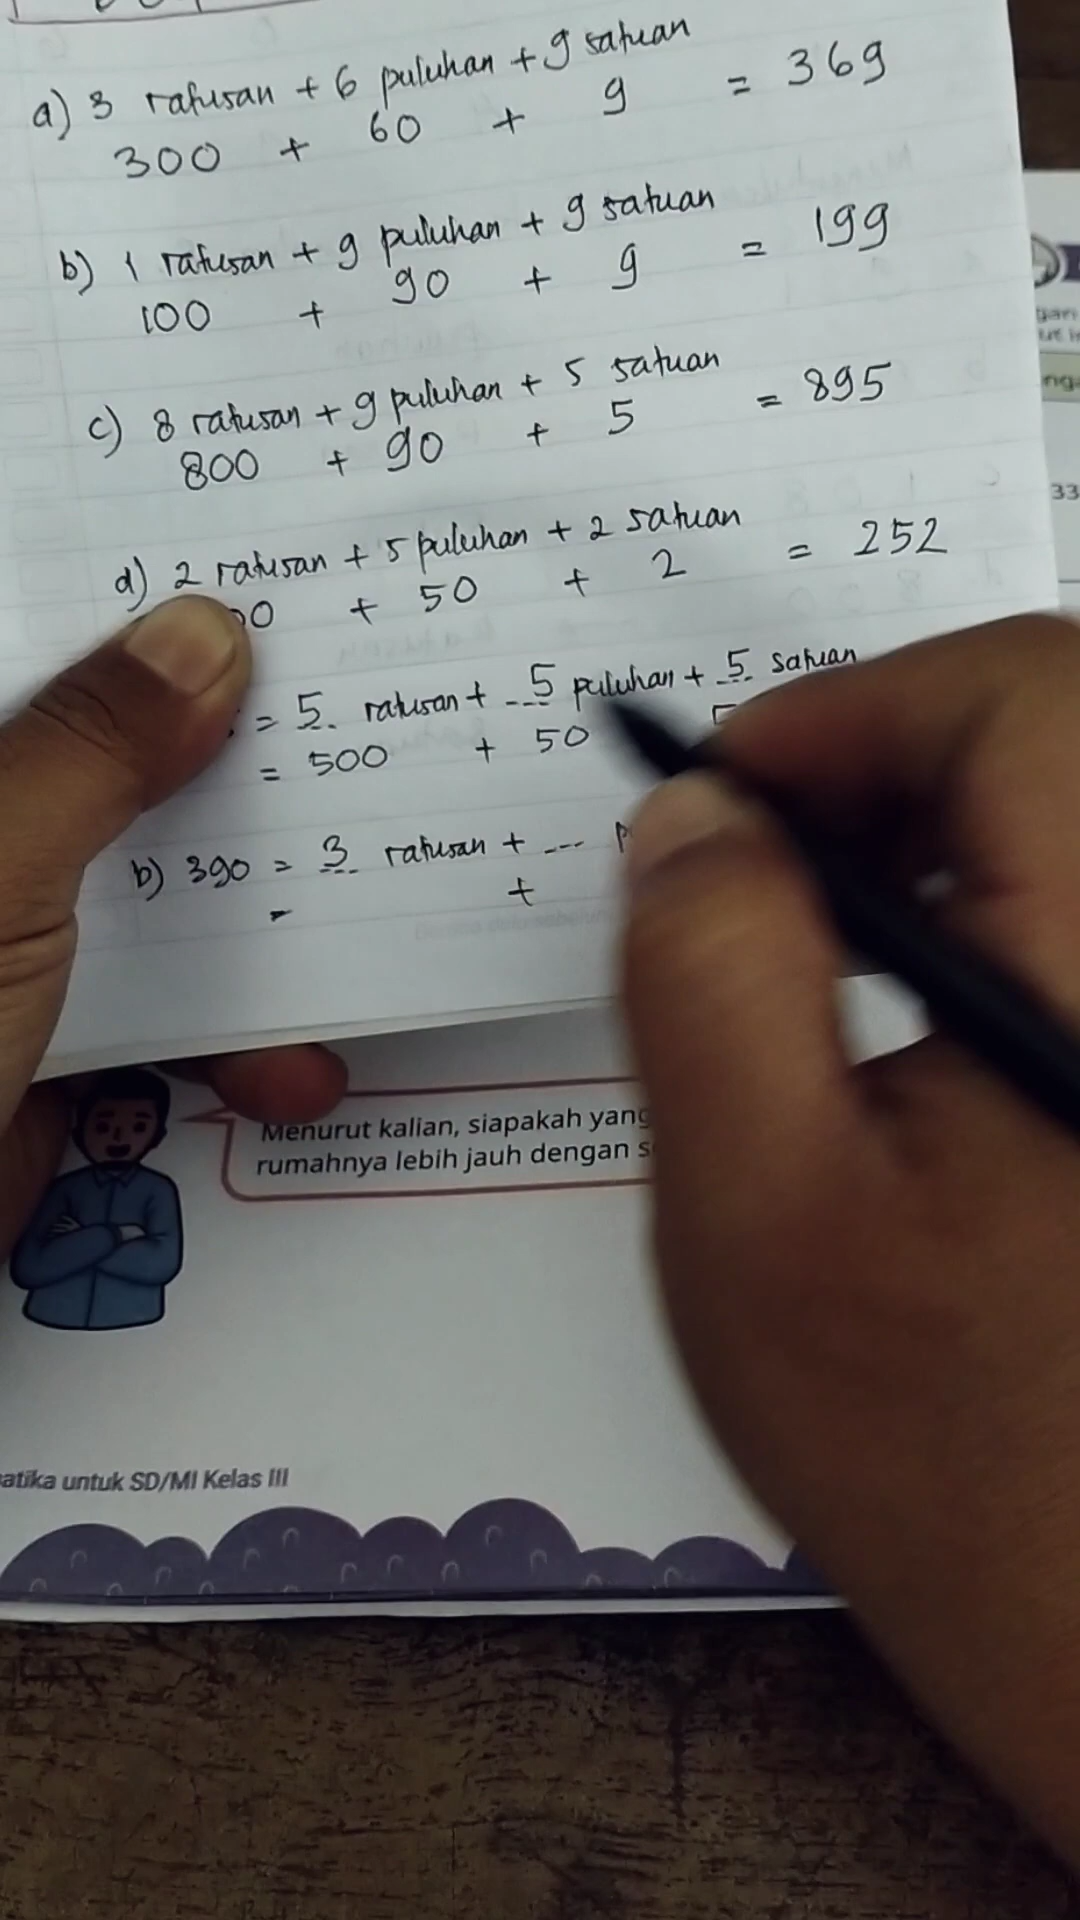 a) 3 ratusan + 6 puluhan + 9 satuan
300 + 60 + 9 = 369
b) 1 ratusan + 9 puluhan + 9 satuan
100 + 90 + 9 = 199
c) 8 ratusan + 9 puluhan + 5 satuan
800 + 90 + 5 = 895
d) 2 ratusan + 5 puluhan + 2 satuan
+ 50 + 2 = 252
= 5 ratusan + 5 puluhan + 5 satuan
= 500 + 50
b) 390 = 3 ratusan + ...
= +
33
Menurut kalian, siapakah yang
rumahnya lebih jauh dengan
untuk SD/MI Kelas III